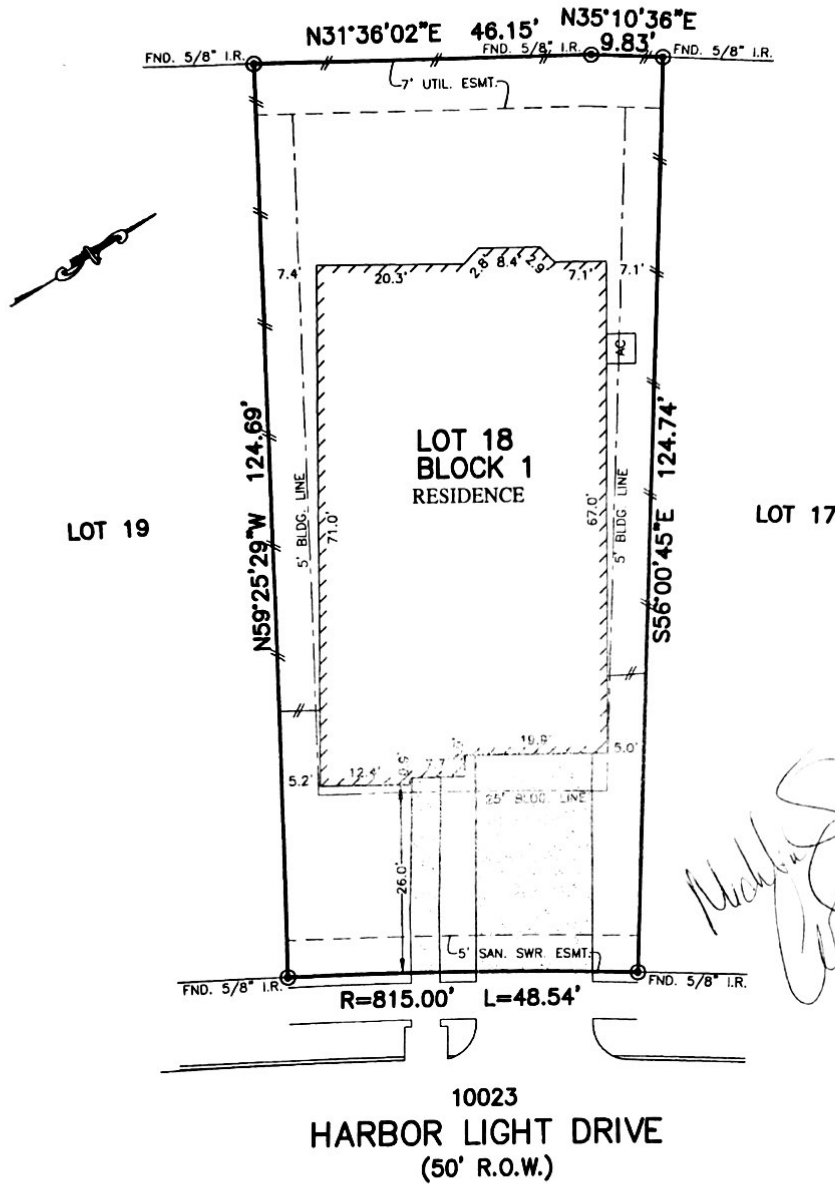 N31°36'02"E 46.15' N35°10'36"E
9.83'
FND. 5/8" I.R. FND. 5/8" I.R. FND. 5/8" I.R.
7' UTIL. ESMT.
7.4' 20.3' 2.8' 8.4' 2.9' 7.1' 7.1'
AC
N59°25'29"W 124.69'
S56°00'45"E 124.74'
LOT 18
BLOCK 1
RESIDENCE
LOT 19
LOT 17
5' BLDG. LINE
71.0'
67.0'
5' BLDG. LINE
19.9'
5.0'
5.2' 12.4' 7.7'
25' BLDG. LINE
26.0'
5' SAN. SWR. ESMT.
FND. 5/8" I.R. FND. 5/8" I.R.
R=815.00' L=48.54'
10023
HARBOR LIGHT DRIVE
(50' R.O.W.)